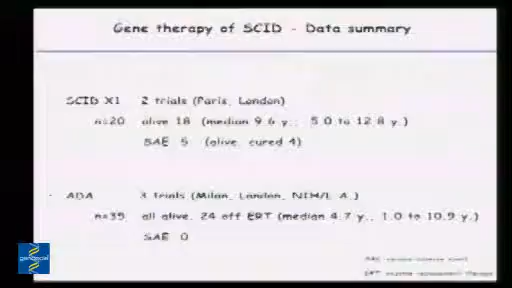 Gene therapy of SCID - Data summary
SCID X1 2 trials (Paris, London)
n=20 alive 18 (median 9.6 y., 5.0 to 12.8 y.)
SAE 5 (alive, cured 4)
- ADA 3 trials (Milan, London, NIH/L.A.)
n=39 all alive, 24 off ERT (median 4.7 y., 1.0 to 10.9 y.)
SAE 0
SAE serious adverse event
ERT enzyme replacement therapy